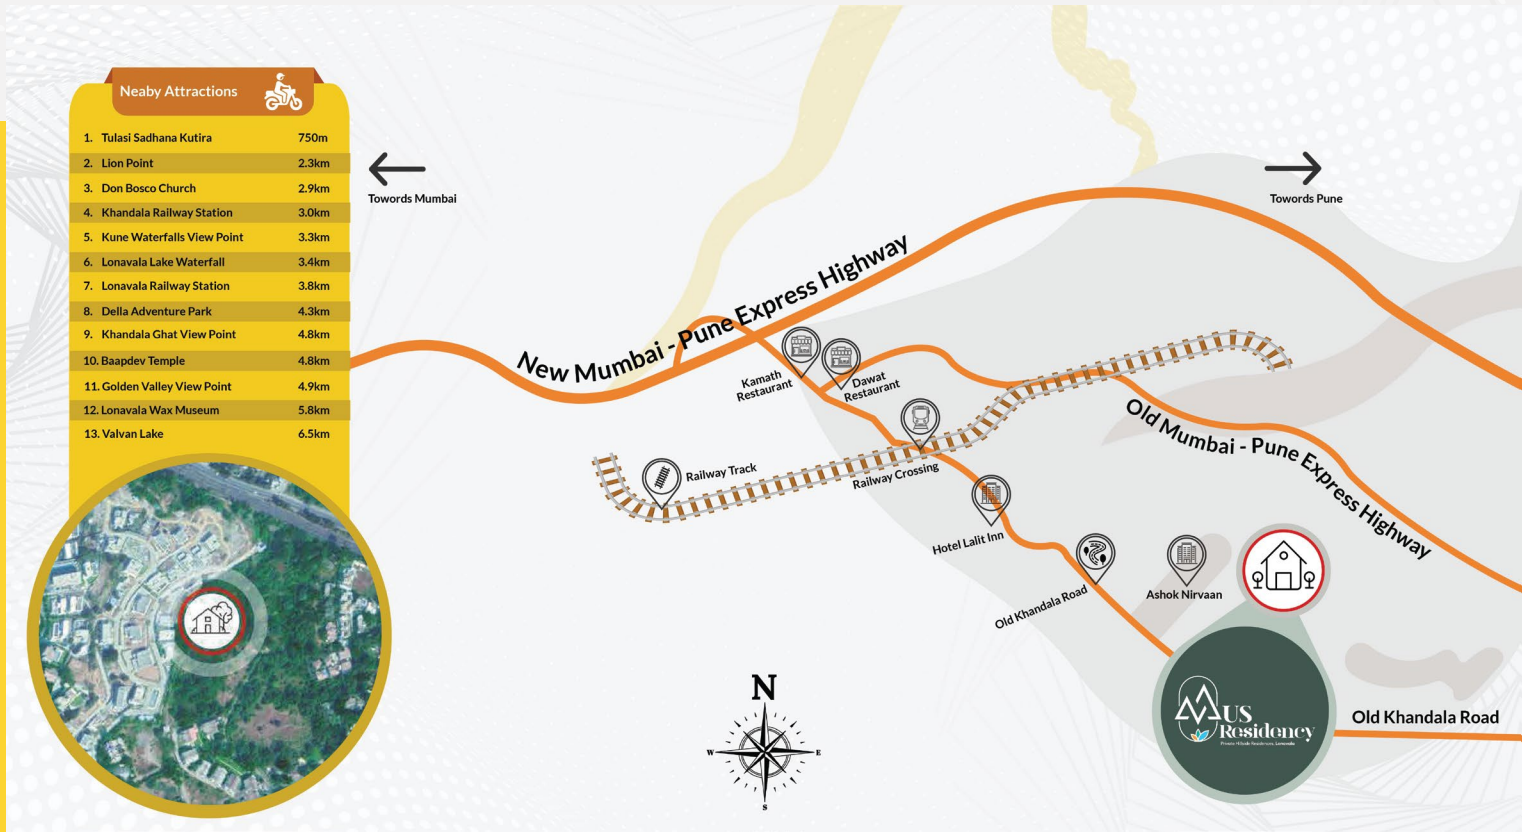 Neaby Attractions
1. Tulasi Sadhana Kutira 750m
2. Lion Point 2.3km
3. Don Bosco Church 2.9km
4. Khandala Railway Station 3.0km
5. Kune Waterfalls View Point 3.3km
6. Lonavala Lake Waterfall 3.4km
7. Lonavala Railway Station 3.8km
8. Della Adventure Park 4.3km
9. Khandala Ghat View Point 4.8km
10. Baapdev Temple 4.8km
11. Golden Valley View Point 4.9km
12. Lonavala Wax Museum 5.8km
13. Valvan Lake 6.5km
Towords Mumbai
Towords Pune
New Mumbai - Pune Express Highway
Kamath
Restaurant
Dawat
Restaurant
Old Mumbai - Pune Express Highway
Railway Track
Railway Crossing
Hotel Lalit Inn
Old Khandala Road
Ashok Nirvaan
US
Residency
Private Hillside Residences, Lonavala
Old Khandala Road
N
W
E
S